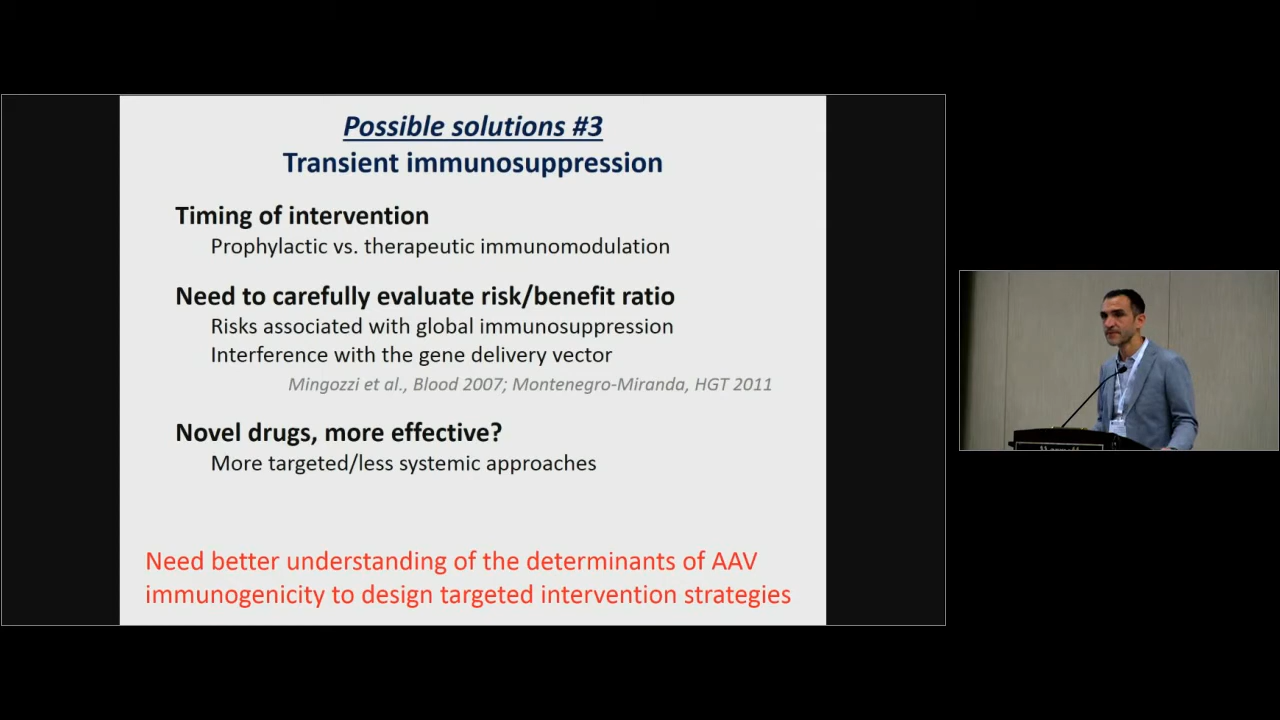 Possible solutions #3
Transient immunosuppression
Timing of intervention
Prophylactic vs. therapeutic immunomodulation
Need to carefully evaluate risk/benefit ratio
Risks associated with global immunosuppression
Interference with the gene delivery vector
Mingozzi et al., Blood 2007; Montenegro-Miranda, HGT 2011
Novel drugs, more effective?
More targeted/less systemic approaches
Need better understanding of the determinants of AAV
immunogenicity to design targeted intervention strategies